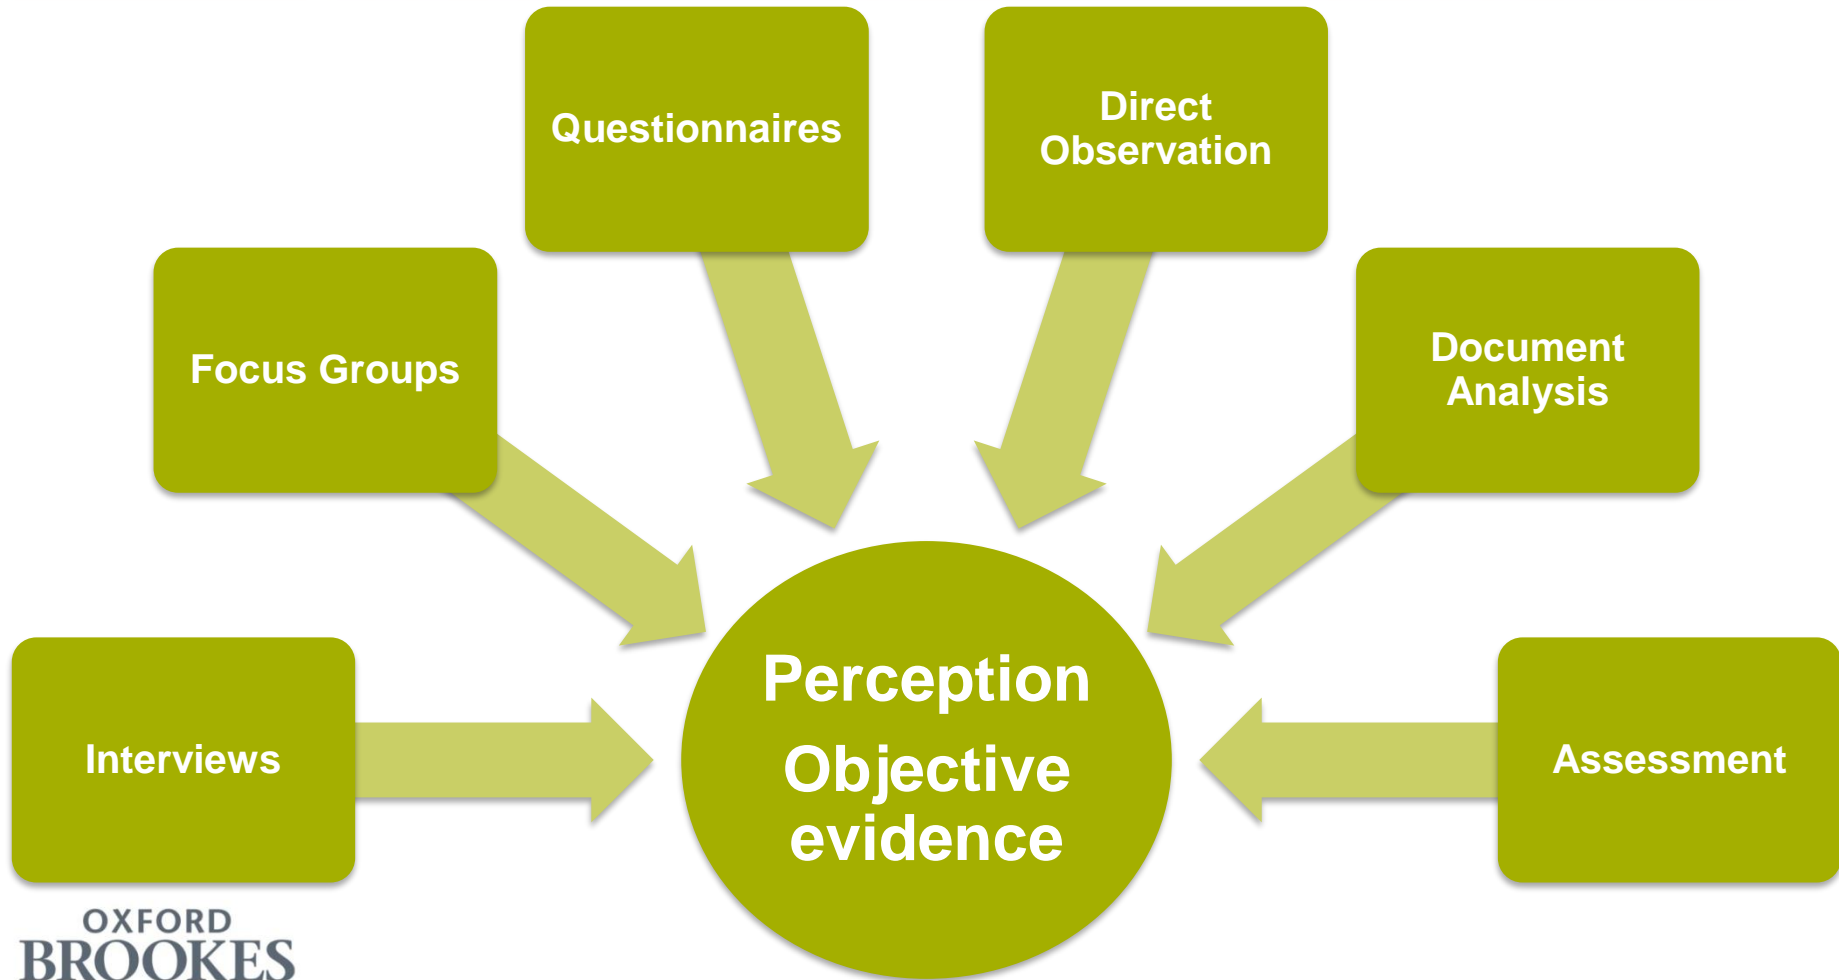 Questionnaires
Direct
Observation
Focus Groups
Document
Analysis
Interviews
Perception
Objective
evidence
Assessment
OXFORD
BROOKES